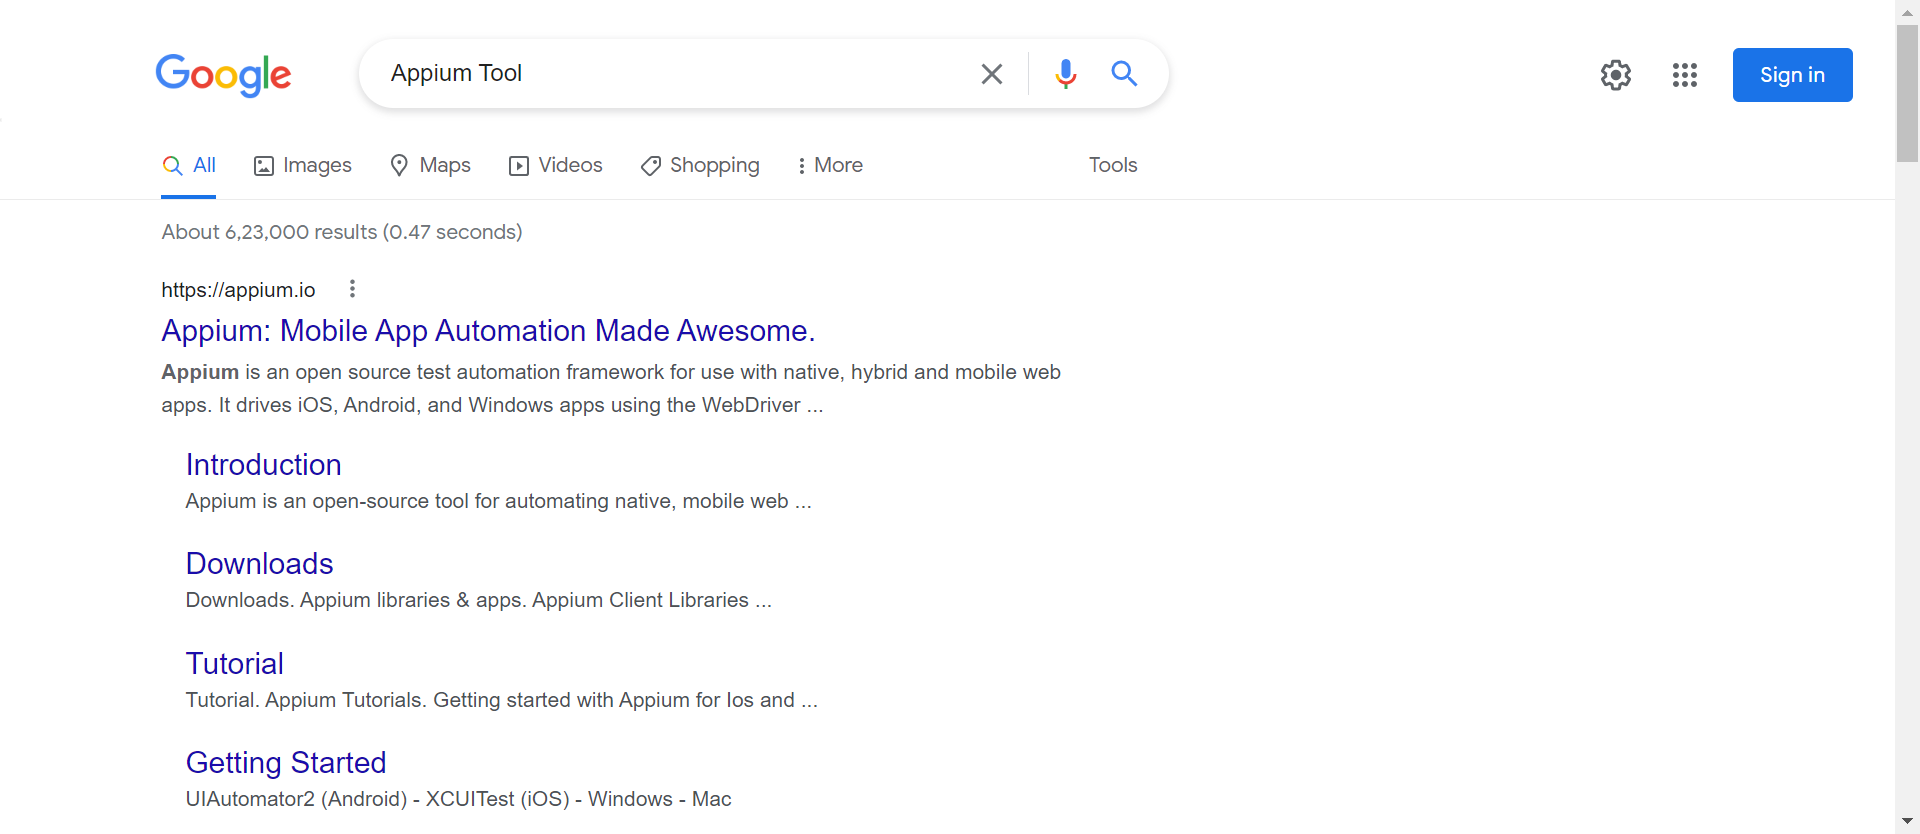 Google
Appium Tool
Sign in
All
Images
Maps
Videos
Shopping
More
Tools
About 6,23,000 results (0.47 seconds)
https://appium.io
Appium: Mobile App Automation Made Awesome.
Appium is an open source test automation framework for use with native, hybrid and mobile web
apps. It drives iOS, Android, and Windows apps using the WebDriver ...
Introduction
Appium is an open-source tool for automating native, mobile web ...
Downloads
Downloads. Appium libraries & apps. Appium Client Libraries ...
Tutorial
Tutorial. Appium Tutorials. Getting started with Appium for Ios and ...
Getting Started
UIAutomator2 (Android) - XCUITest (iOS) - Windows - Mac